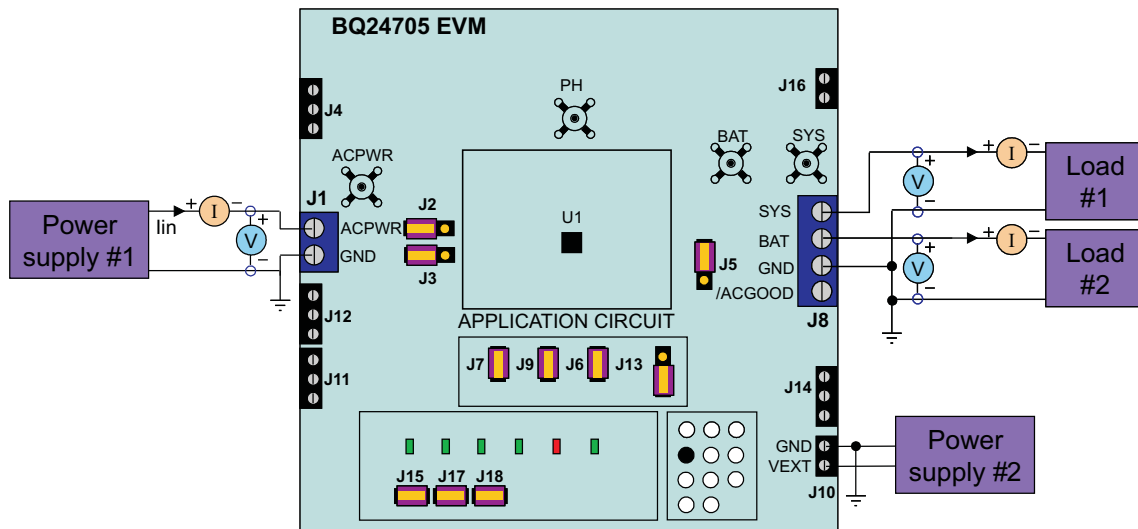 BQ24705 EVM
J4
J16
PH
BAT
SYS
ACPWR
J1
J2
ACPWR
GND
J3
Power
supply #1
+
I
−
Iin
V
+
−
U1
J5
SYS
BAT
GND
/ACGOOD
J8
+
I
−
V
+
−
Load
#1
+
I
−
V
+
−
Load
#2
APPLICATION CIRCUIT
J12
J11
J7
J9
J6
J13
J14
J15
J17
J18
GND
VEXT
J10
Power
supply #2